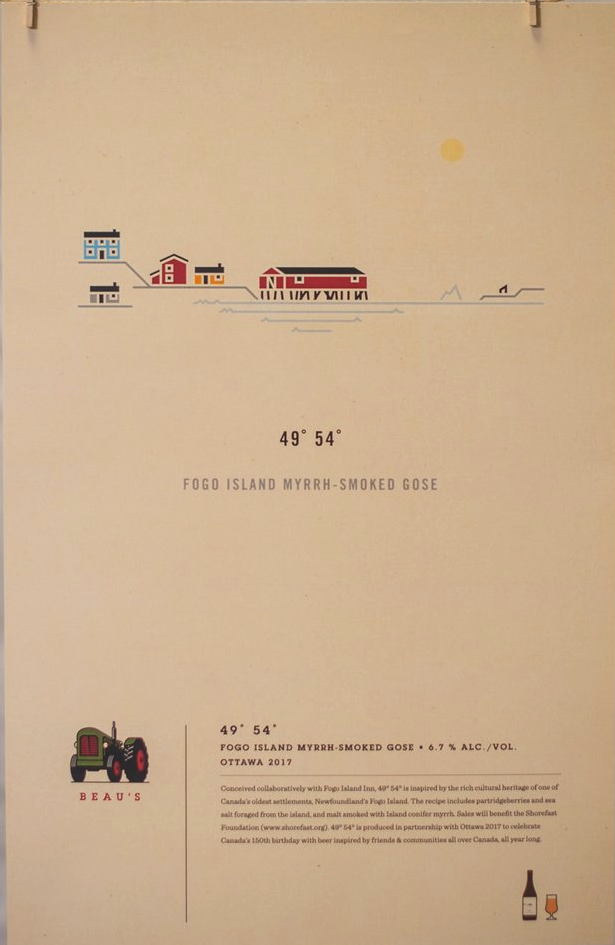 49° 54°
FOGO ISLAND MYRRH-SMOKED GOSE
BEAU'S
49° 54°
FOGO ISLAND MYRRH-SMOKED GOSE • 6.7 % ALC./VOL.
OTTAWA 2017
Conceived collaboratively with Fogo Island Inn, 49° 54° is inspired by the rich cultural heritage of one of
Canada's oldest settlements, Newfoundland's Fogo Island. The recipe includes partridgeberries and sea
salt foraged from the island, and malt smoked with Island conifer myrrh. Sales will benefit the Shorefast
Foundation (www.shorefast.org). 49° 54° is produced in partnership with Ottawa 2017 to celebrate
Canada's 150th birthday with beer inspired by friends & communities all over Canada, all year long.